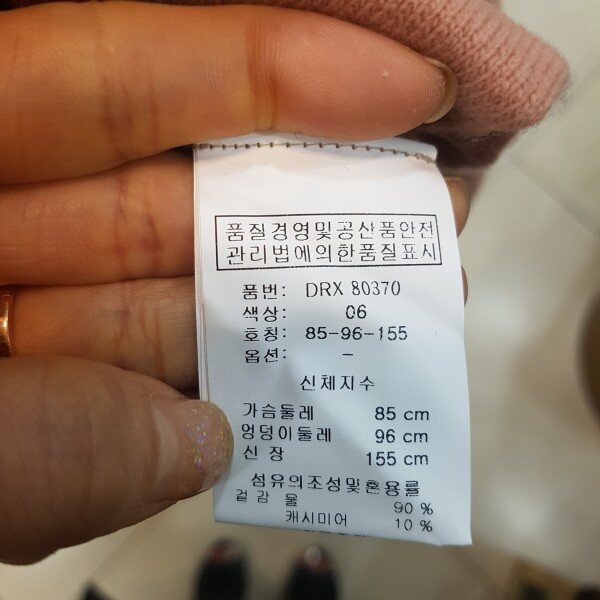 품질경영및공산품안전
관리법에의한품질표시
품번: DRX 80370
색상: 06
호칭: 85-96-155
옵션: -
신체지수
가슴둘레 85 cm
엉덩이둘레 96 cm
신 장 155 cm
섬유의조성및혼용률
겉감 울 90 %
캐시미어 10 %